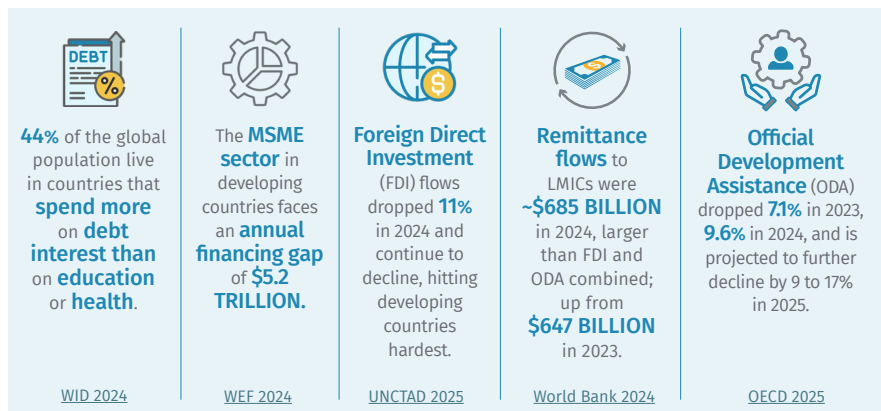 DEBT
%
44% of the global
population live
in countries that
spend more
on debt
interest than
on education
or health.
WID 2024
The MSME
sector in
developing
countries faces
an annual
financing gap
of $5.2
TRILLION.
WEF 2024
$
Foreign Direct
Investment
(FDI) flows
dropped 11%
in 2024 and
continue to
decline, hitting
developing
countries
hardest.
UNCTAD 2025
$
Remittance
flows to
LMICs were
~$685 BILLION
in 2024, larger
than FDI and
ODA combined;
up from
$647 BILLION
in 2023.
World Bank 2024
Official
Development
Assistance (ODA)
dropped 7.1% in 2023,
9.6% in 2024, and is
projected to further
decline by 9 to 17%
in 2025.
OECD 2025